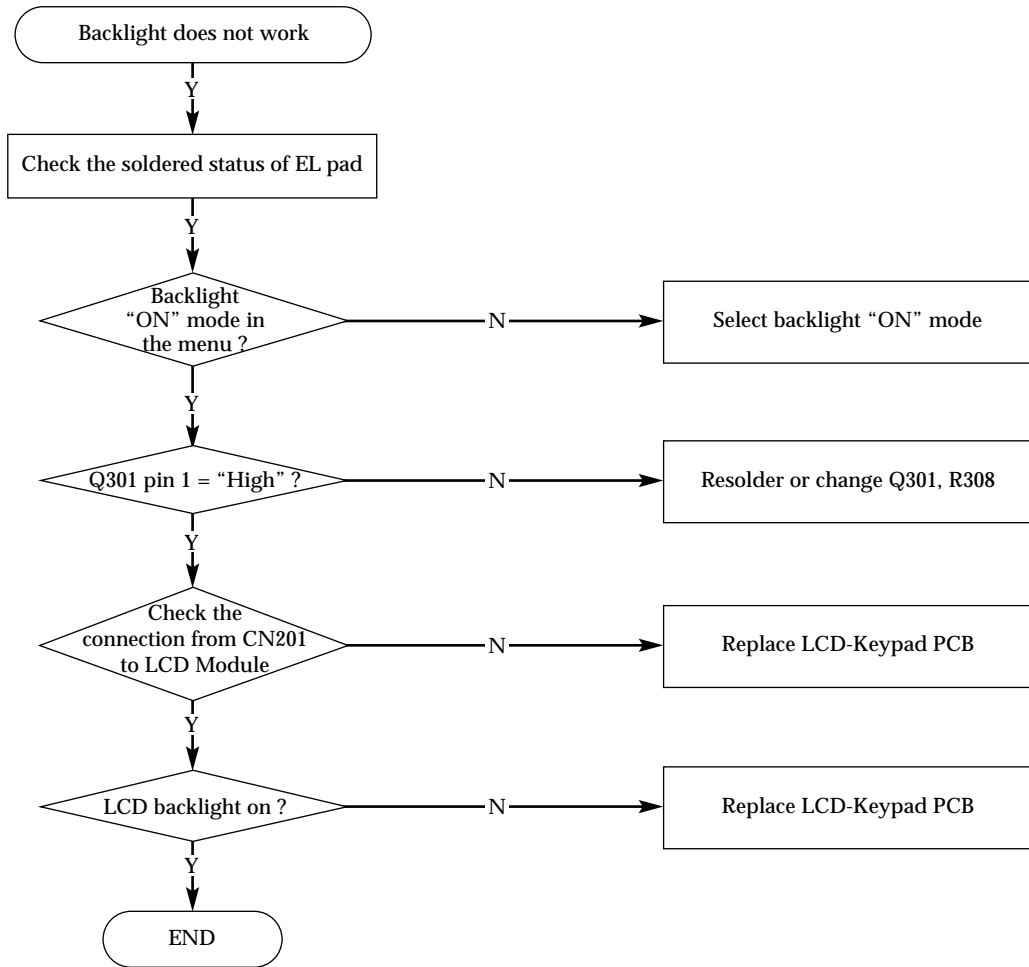 Backlight does not work
Y
Check the soldered status of EL pad
Y
Backlight
“ON” mode in
the menu ?
N
Select backlight “ON” mode
Y
Q301 pin 1 = “High” ?
N
Resolder or change Q301, R308
Y
Check the
connection from CN201
to LCD Module
N
Replace LCD-Keypad PCB
Y
LCD backlight on ?
N
Replace LCD-Keypad PCB
Y
END